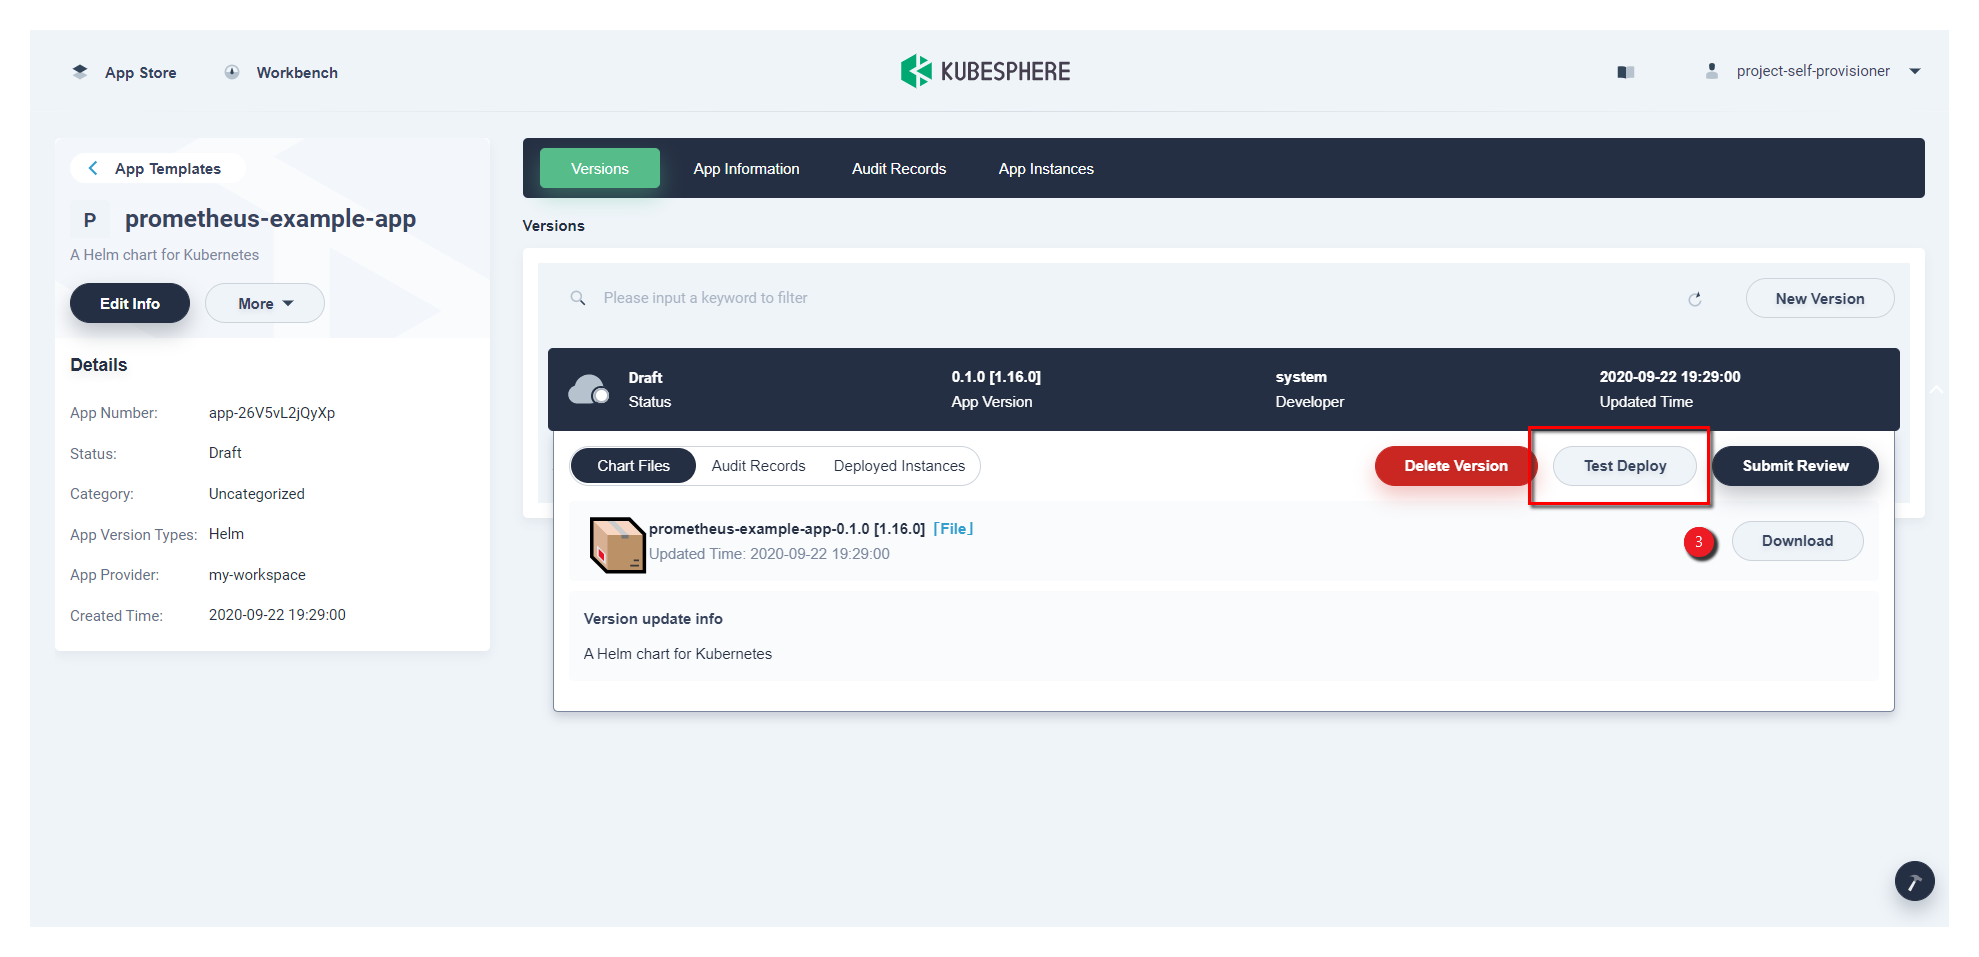 App Store
Workbench
KUBESPHERE
project-self-provisioner
App Templates
P
prometheus-example-app
A Helm chart for Kubernetes
Edit Info
More
Details
App Number: app-26V5vL2jQyXp
Status: Draft
Category: Uncategorized
App Version Types: Helm
App Provider: my-workspace
Created Time: 2020-09-22 19:29:00
Versions
App Information
Audit Records
App Instances
Versions
Please input a keyword to filter
New Version
Draft
Status
0.1.0 [1.16.0]
App Version
system
Developer
2020-09-22 19:29:00
Updated Time
Chart Files
Audit Records
Deployed Instances
Delete Version
Test Deploy
Submit Review
prometheus-example-app-0.1.0 [1.16.0] ⌈File⌋
Updated Time: 2020-09-22 19:29:00
3
Download
Version update info
A Helm chart for Kubernetes